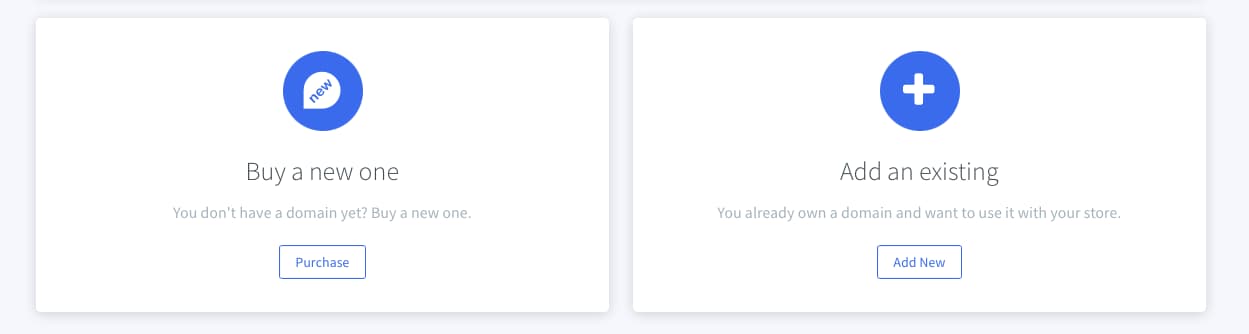 new
Buy a new one
You don't have a domain yet? Buy a new one.
Purchase
Add an existing
You already own a domain and want to use it with your store.
Add New